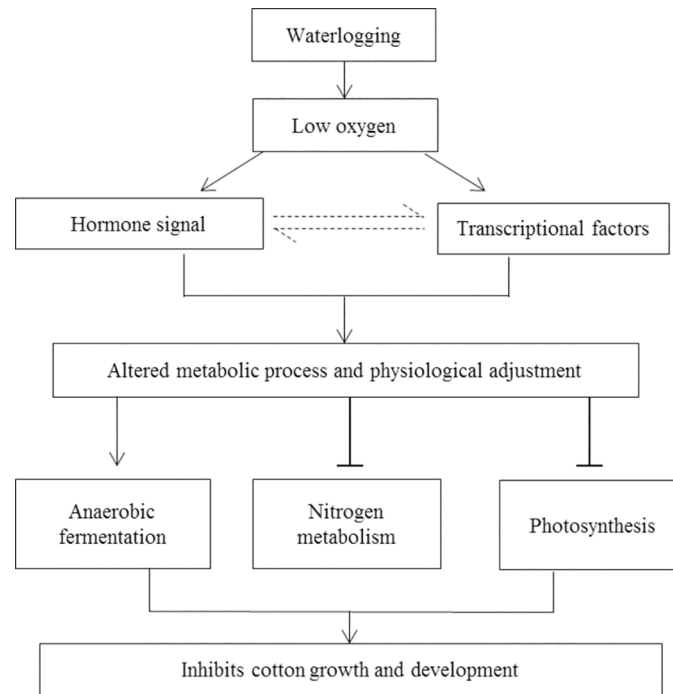 Waterlogging
Low oxygen
Hormone signal
Transcriptional factors
Altered metabolic process and physiological adjustment
Anaerobic
fermentation
Nitrogen
metabolism
Photosynthesis
Inhibits cotton growth and development